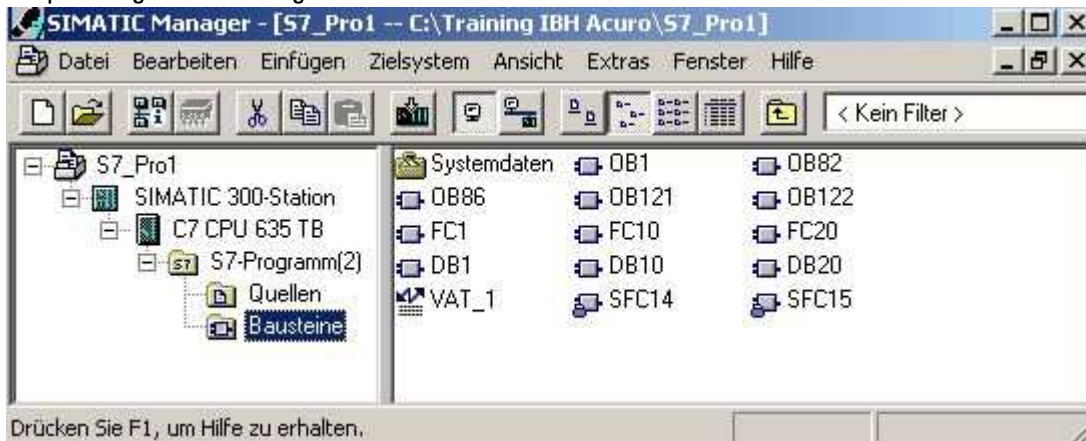 SIMATIC Manager - [S7_Pro1 -- C:\Training IBH Acuro\S7_Pro1]
Datei Bearbeiten Einfügen Zielsystem Ansicht Extras Fenster Hilfe
< Kein Filter >
S7_Pro1
SIMATIC 300-Station
C7 CPU 635 TB
S7-Programm(2)
Quellen
Bausteine
Systemdaten OB1 OB82
OB86 OB121 OB122
FC1 FC10 FC20
DB1 DB10 DB20
VAT_1 SFC14 SFC15
Drücken Sie F1, um Hilfe zu erhalten.